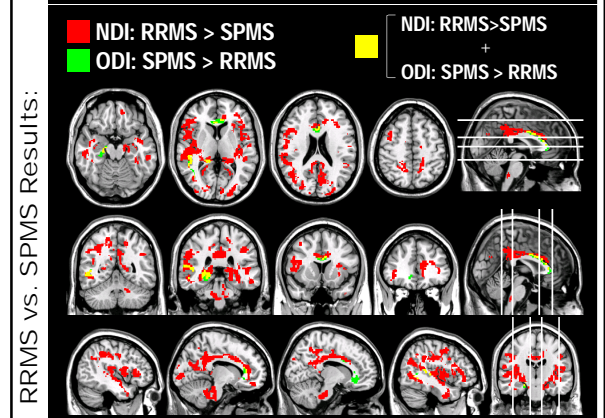 RRMS vs. SPMS Results:
NDI: RRMS > SPMS
ODI: SPMS > RRMS
NDI: RRMS>SPMS
+
ODI: SPMS > RRMS